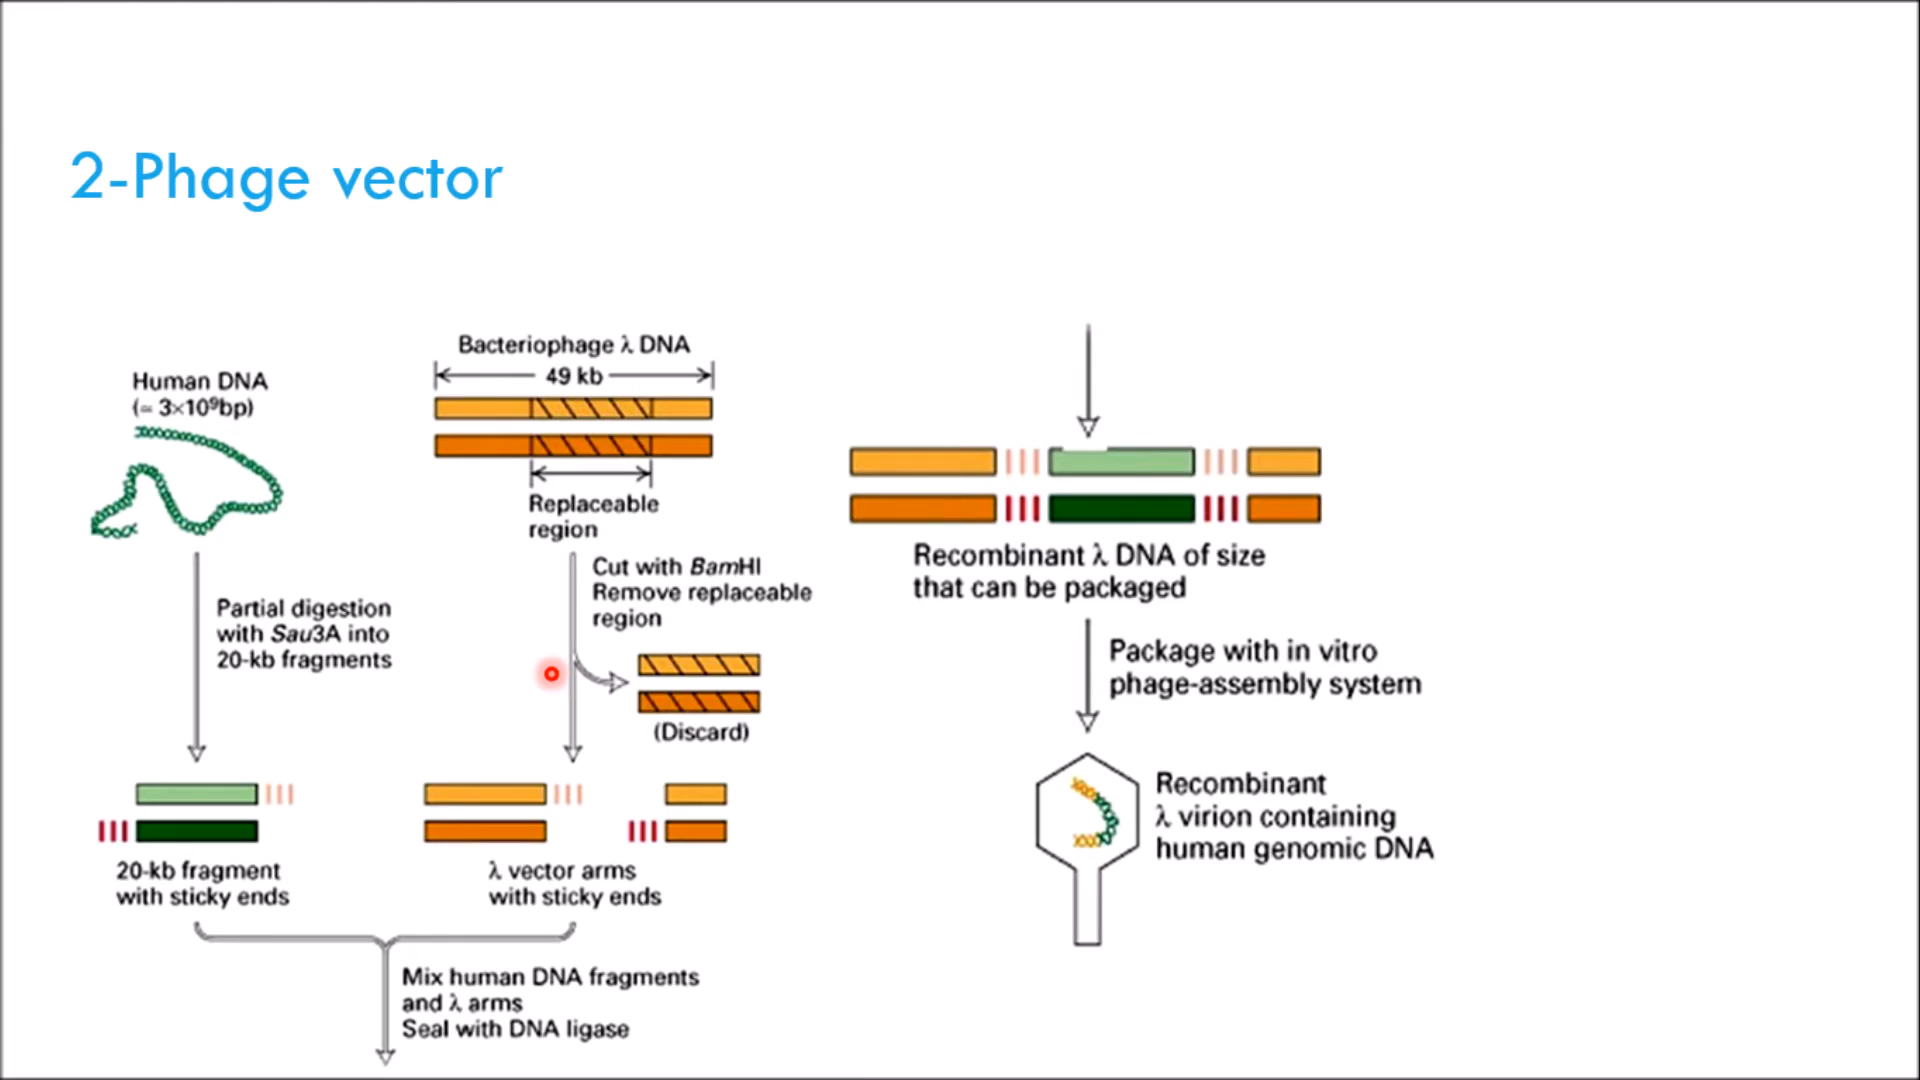 2-Phage vector
Human DNA
(≃ 3×10⁹bp)
Bacteriophage λ DNA
49 kb
Replaceable
region
Partial digestion
with Sau3A into
20-kb fragments
Cut with BamHI
Remove replaceable
region
(Discard)
20-kb fragment
with sticky ends
λ vector arms
with sticky ends
Mix human DNA fragments
and λ arms
Seal with DNA ligase
Recombinant λ DNA of size
that can be packaged
Package with in vitro
phage-assembly system
Recombinant
λ virion containing
human genomic DNA